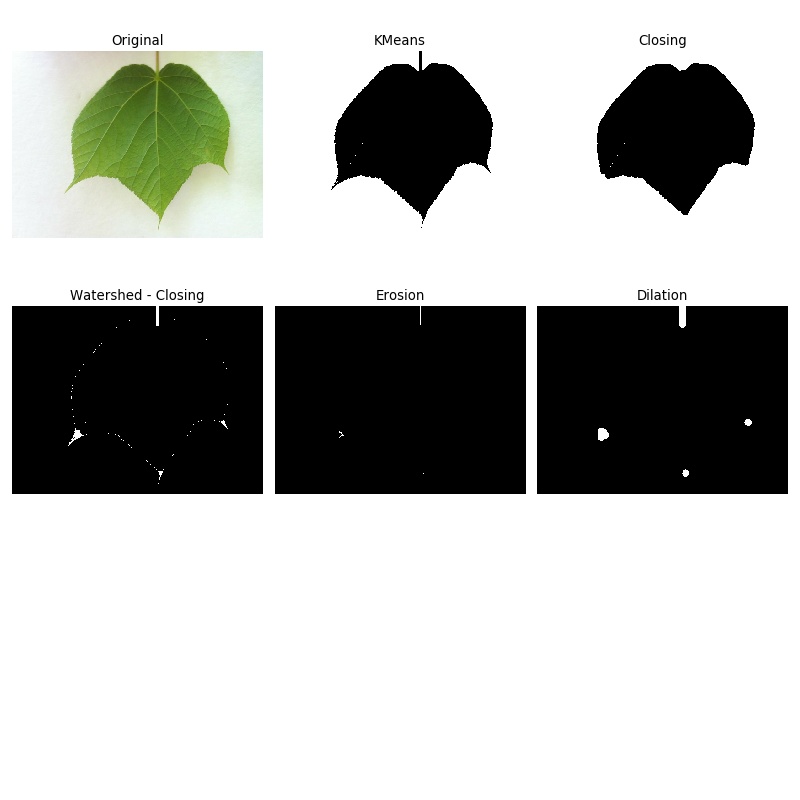 Original
KMeans
Closing
Watershed - Closing
Erosion
Dilation